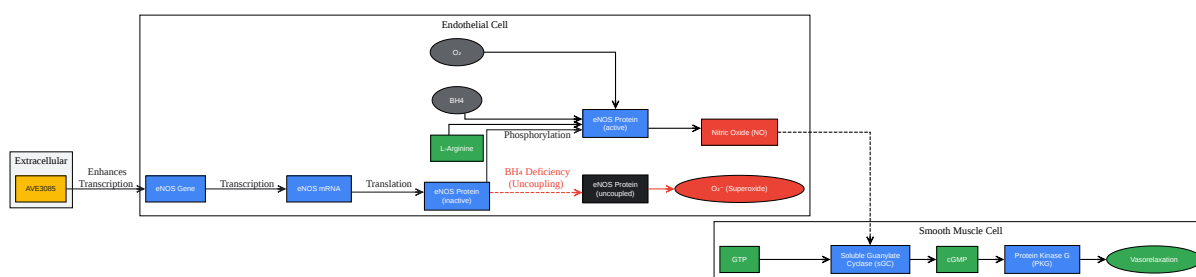 Endothelial Cell
O₂
BH4
eNOS Protein
(active)
Nitric Oxide (NO)
Phosphorylation
L-Arginine
Extracellular
AVE3085
Enhances
Transcription
eNOS Gene
Transcription
eNOS mRNA
Translation
eNOS Protein
(inactive)
BH₄ Deficiency
(Uncoupling)
eNOS Protein
(uncoupled)
O₂⁻ (Superoxide)
Smooth Muscle Cell
GTP
Soluble Guanylate
Cyclase (sGC)
cGMP
Protein Kinase G
(PKG)
Vasorelaxation